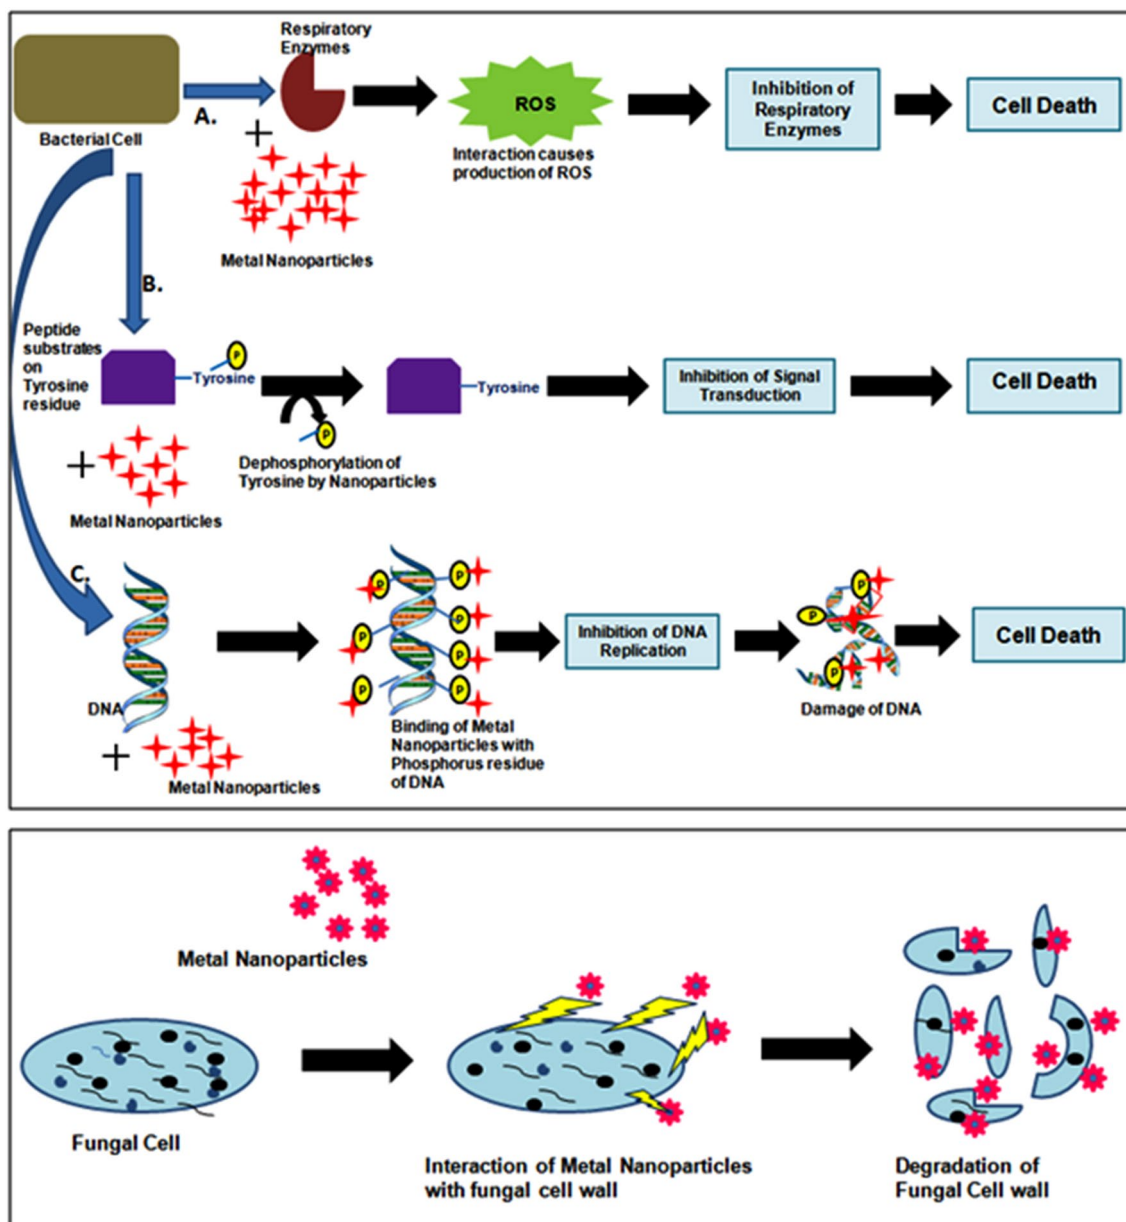 Respiratory
Enzymes
A.
Bacterial Cell
+
Metal Nanoparticles
ROS
Interaction causes
production of ROS
Inhibition of
Respiratory
Enzymes
Cell Death
B.
Peptide
substrates
on
Tyrosine
residue
P
Tyrosine
+
Metal Nanoparticles
P
Dephosphorylation of
Tyrosine by Nanoparticles
Tyrosine
Inhibition of Signal
Transduction
Cell Death
C.
DNA
+
Metal Nanoparticles
P
P
P
P
P
P
P
Binding of Metal
Nanoparticles with
Phosphorus residue
of DNA
Inhibition of DNA
Replication
P
P
P
Damage of DNA
Cell Death
Metal Nanoparticles
Fungal Cell
Interaction of Metal Nanoparticles
with fungal cell wall
Degradation of
Fungal Cell wall